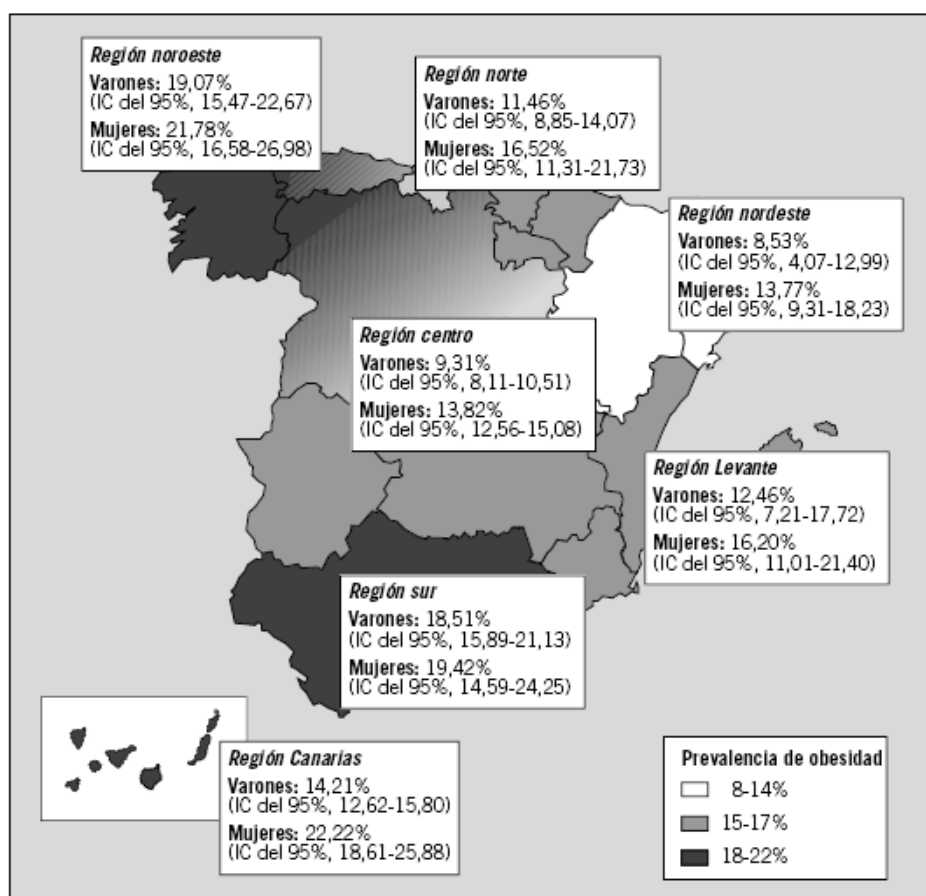 Región noroeste
Varones: 19,07%
(IC del 95%, 15,47-22,67)
Mujeres: 21,78%
(IC del 95%, 16,58-26,98)
Región norte
Varones: 11,46%
(IC del 95%, 8,85-14,07)
Mujeres: 16,52%
(IC del 95%, 11,31-21,73)
Región nordeste
Varones: 8,53%
(IC del 95%, 4,07-12,99)
Mujeres: 13,77%
(IC del 95%, 9,31-18,23)
Región centro
Varones: 9,31%
(IC del 95%, 8,11-10,51)
Mujeres: 13,82%
(IC del 95%, 12,56-15,08)
Región Levante
Varones: 12,46%
(IC del 95%, 7,21-17,72)
Mujeres: 16,20%
(IC del 95%, 11,01-21,40)
Región sur
Varones: 18,51%
(IC del 95%, 15,89-21,13)
Mujeres: 19,42%
(IC del 95%, 14,59-24,25)
Región Canarias
Varones: 14,21%
(IC del 95%, 12,62-15,80)
Mujeres: 22,22%
(IC del 95%, 18,61-25,88)
Prevalencia de obesidad
8-14%
15-17%
18-22%